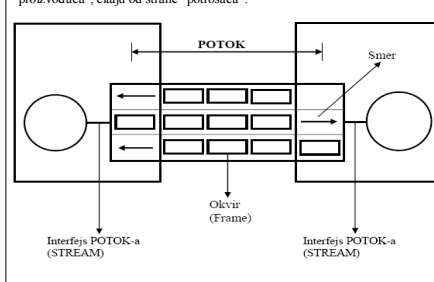 proizvođača", čitaju od strane "potrošača".
POTOK
Smer
Okvir
(Frame)
Interfejs POTOK-a
(STREAM)
Interfejs POTOK-a
(STREAM)